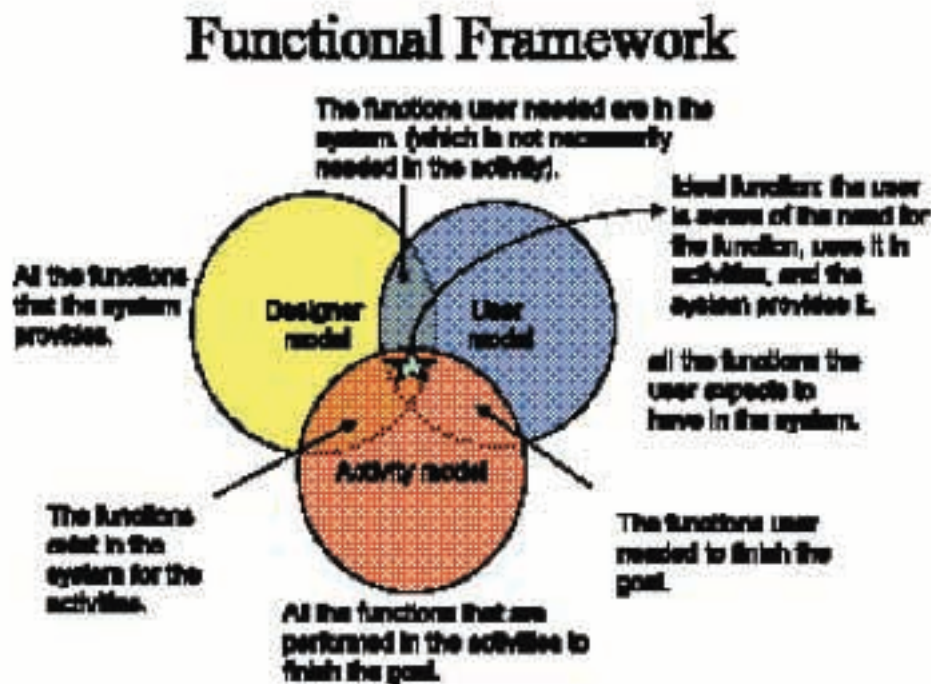 Functional Framework
The functions user needed are in the
system. (which is not necessarily
needed in the activity).
Ideal function: the user
is aware of the need for
the function, uses it in
activities, and the
system provides it.
All the functions
that the system
provides.
Designer
model
User
model
all the functions the
user expects to
have in the system.
Activity model
The functions
exist in the
system for the
activities.
The functions user
needed to finish the
goal.
All the functions that are
performed in the activities to
finish the goal.